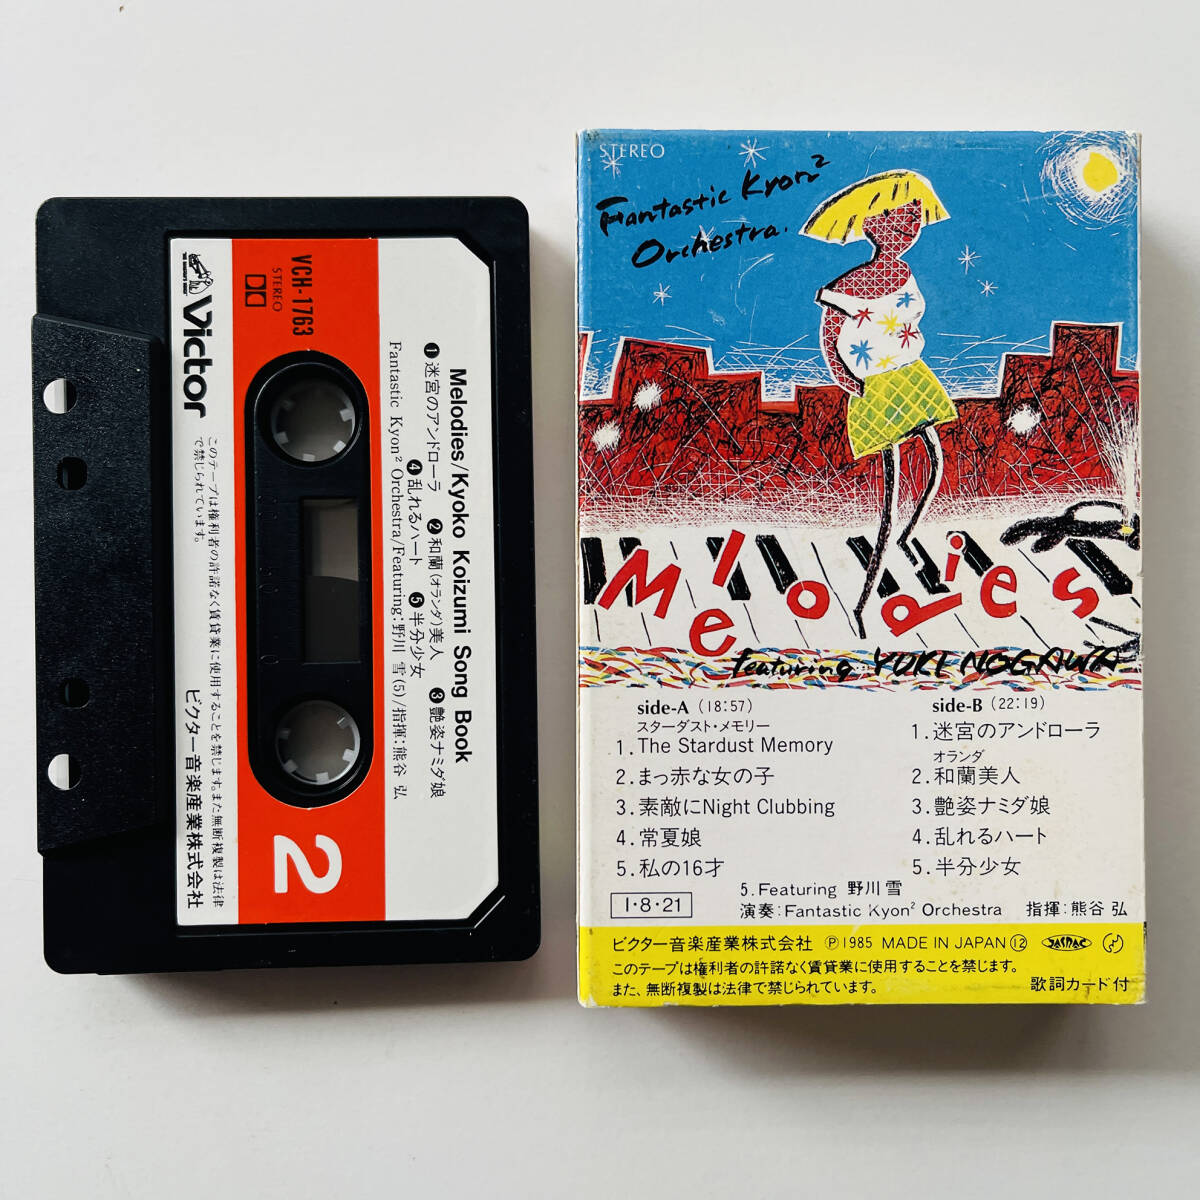 Victor
VCH-1763
STEREO
Melodies/Kyoko Koizumi Song Book
❶迷宮のアンドローラ ❷和蘭(オランダ)美人 ❸艶姿ナミダ娘
❹乱れるハート ❺半分少女
Fantastic Kyon² Orchestra/Featuring:野川 雪(5)/指揮:熊谷 弘
2
このテープは権利者の許諾なく賃貸業に使用することを禁じます。また無断複製は法律
で禁じられています。
ビクター音楽産業株式会社
STEREO
Fantastic Kyon²
Orchestra.
Melodies
featuring YUKI NOGAWA
side-A (18:57)
スターダスト・メモリー
1. The Stardust Memory
2. まっ赤な女の子
3. 素敵にNight Clubbing
4. 常夏娘
5. 私の16才
side-B (22:19)
1. 迷宮のアンドローラ
オランダ
2. 和蘭美人
3. 艶姿ナミダ娘
4. 乱れるハート
5. 半分少女
5. Featuring 野川 雪
I・8・21
演奏:Fantastic Kyon² Orchestra 指揮:熊谷 弘
ビクター音楽産業株式会社 Ⓟ1985 MADE IN JAPAN⑫ JASRAC
このテープは権利者の許諾なく賃貸業に使用することを禁じます。
また、無断複製は法律で禁じられています。
歌詞カード付